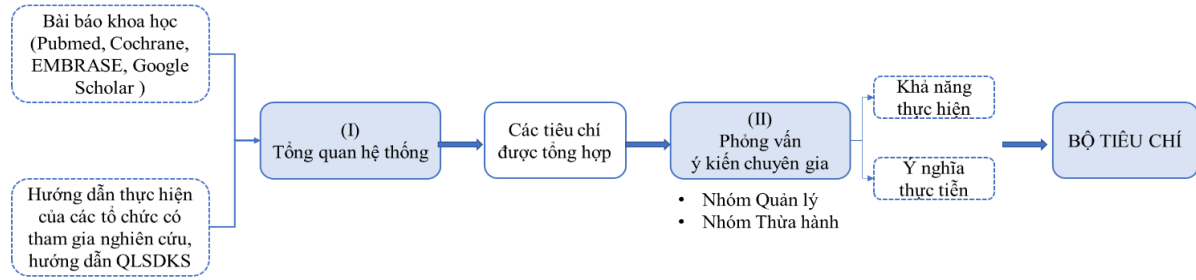 Bài báo khoa học
(Pubmed, Cochrane,
EMBRASE, Google
Scholar )
Hướng dẫn thực hiện
của các tổ chức có
tham gia nghiên cứu,
hướng dẫn QLSDKS
(I)
Tổng quan hệ thống
Các tiêu chí
được tổng hợp
(II)
Phỏng vấn
ý kiến chuyên gia
• Nhóm Quản lý
• Nhóm Thừa hành
Khả năng
thực hiện
Ý nghĩa
thực tiễn
BỘ TIÊU CHÍ